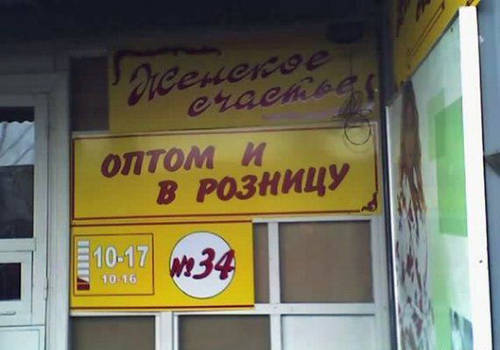 Женское
счастье!
ОПТОМ И
В РОЗНИЦУ
10-17
10-16
№34